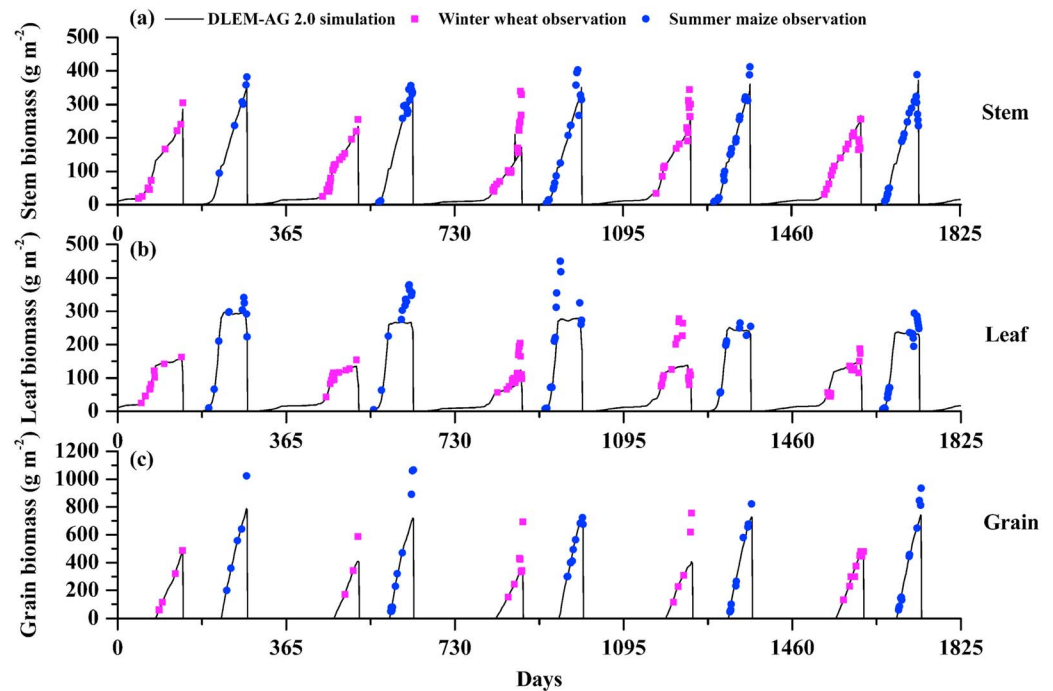 (a) DLEM-AG 2.0 simulation Winter wheat observation Summer maize observation
Stem biomass (g m⁻²)
500
400
300
200
100
0
Stem
0 365 730 1095 1460 1825
(b)
Leaf biomass (g m⁻²)
500
400
300
200
100
0
Leaf
0 365 730 1095 1460 1825
(c)
Grain biomass (g m⁻²)
1200
1000
800
600
400
200
0
Grain
0 365 730 1095 1460 1825
Days